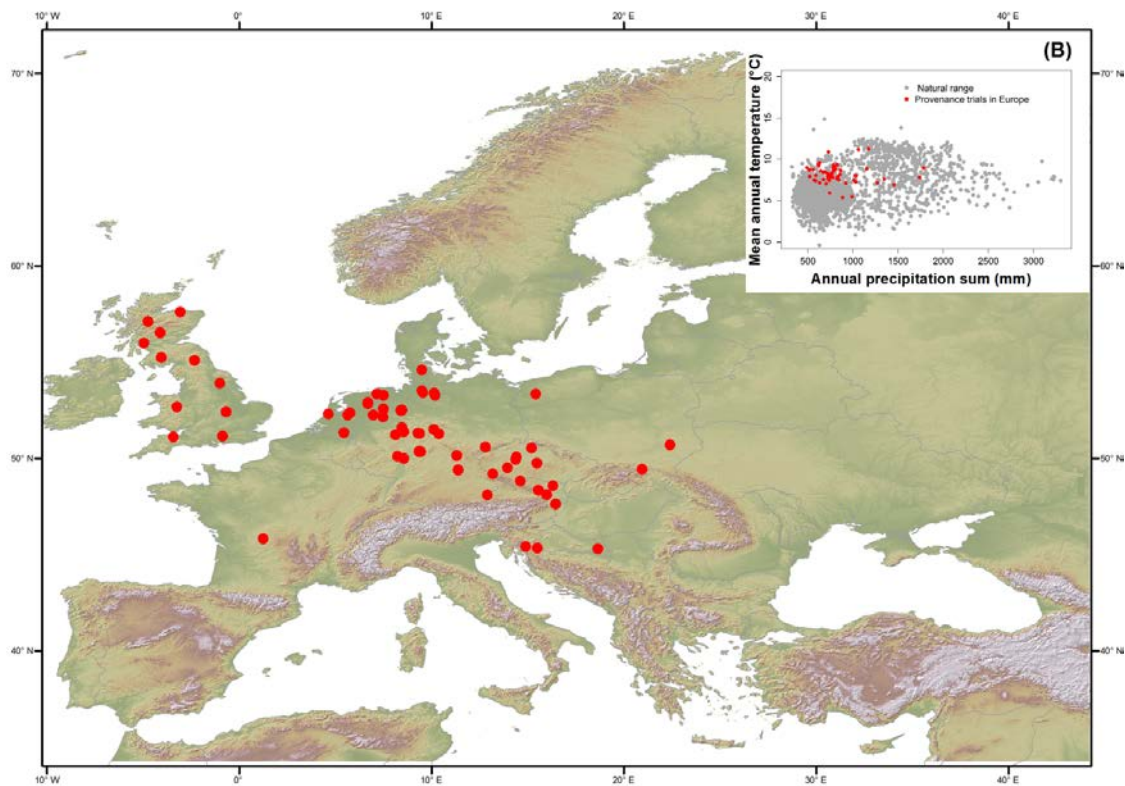 10° W 0° 10° E 20° E 30° E 40° E
70° N 70° N
(B)
Mean annual temperature (°C)
20
15
10
5
0
Natural range
Provenance trials in Europe
500 1000 1500 2000 2500 3000
Annual precipitation sum (mm)
60° N 60° N
50° N 50° N
40° N 40° N
10° W 0° 10° E 20° E 30° E 40° E